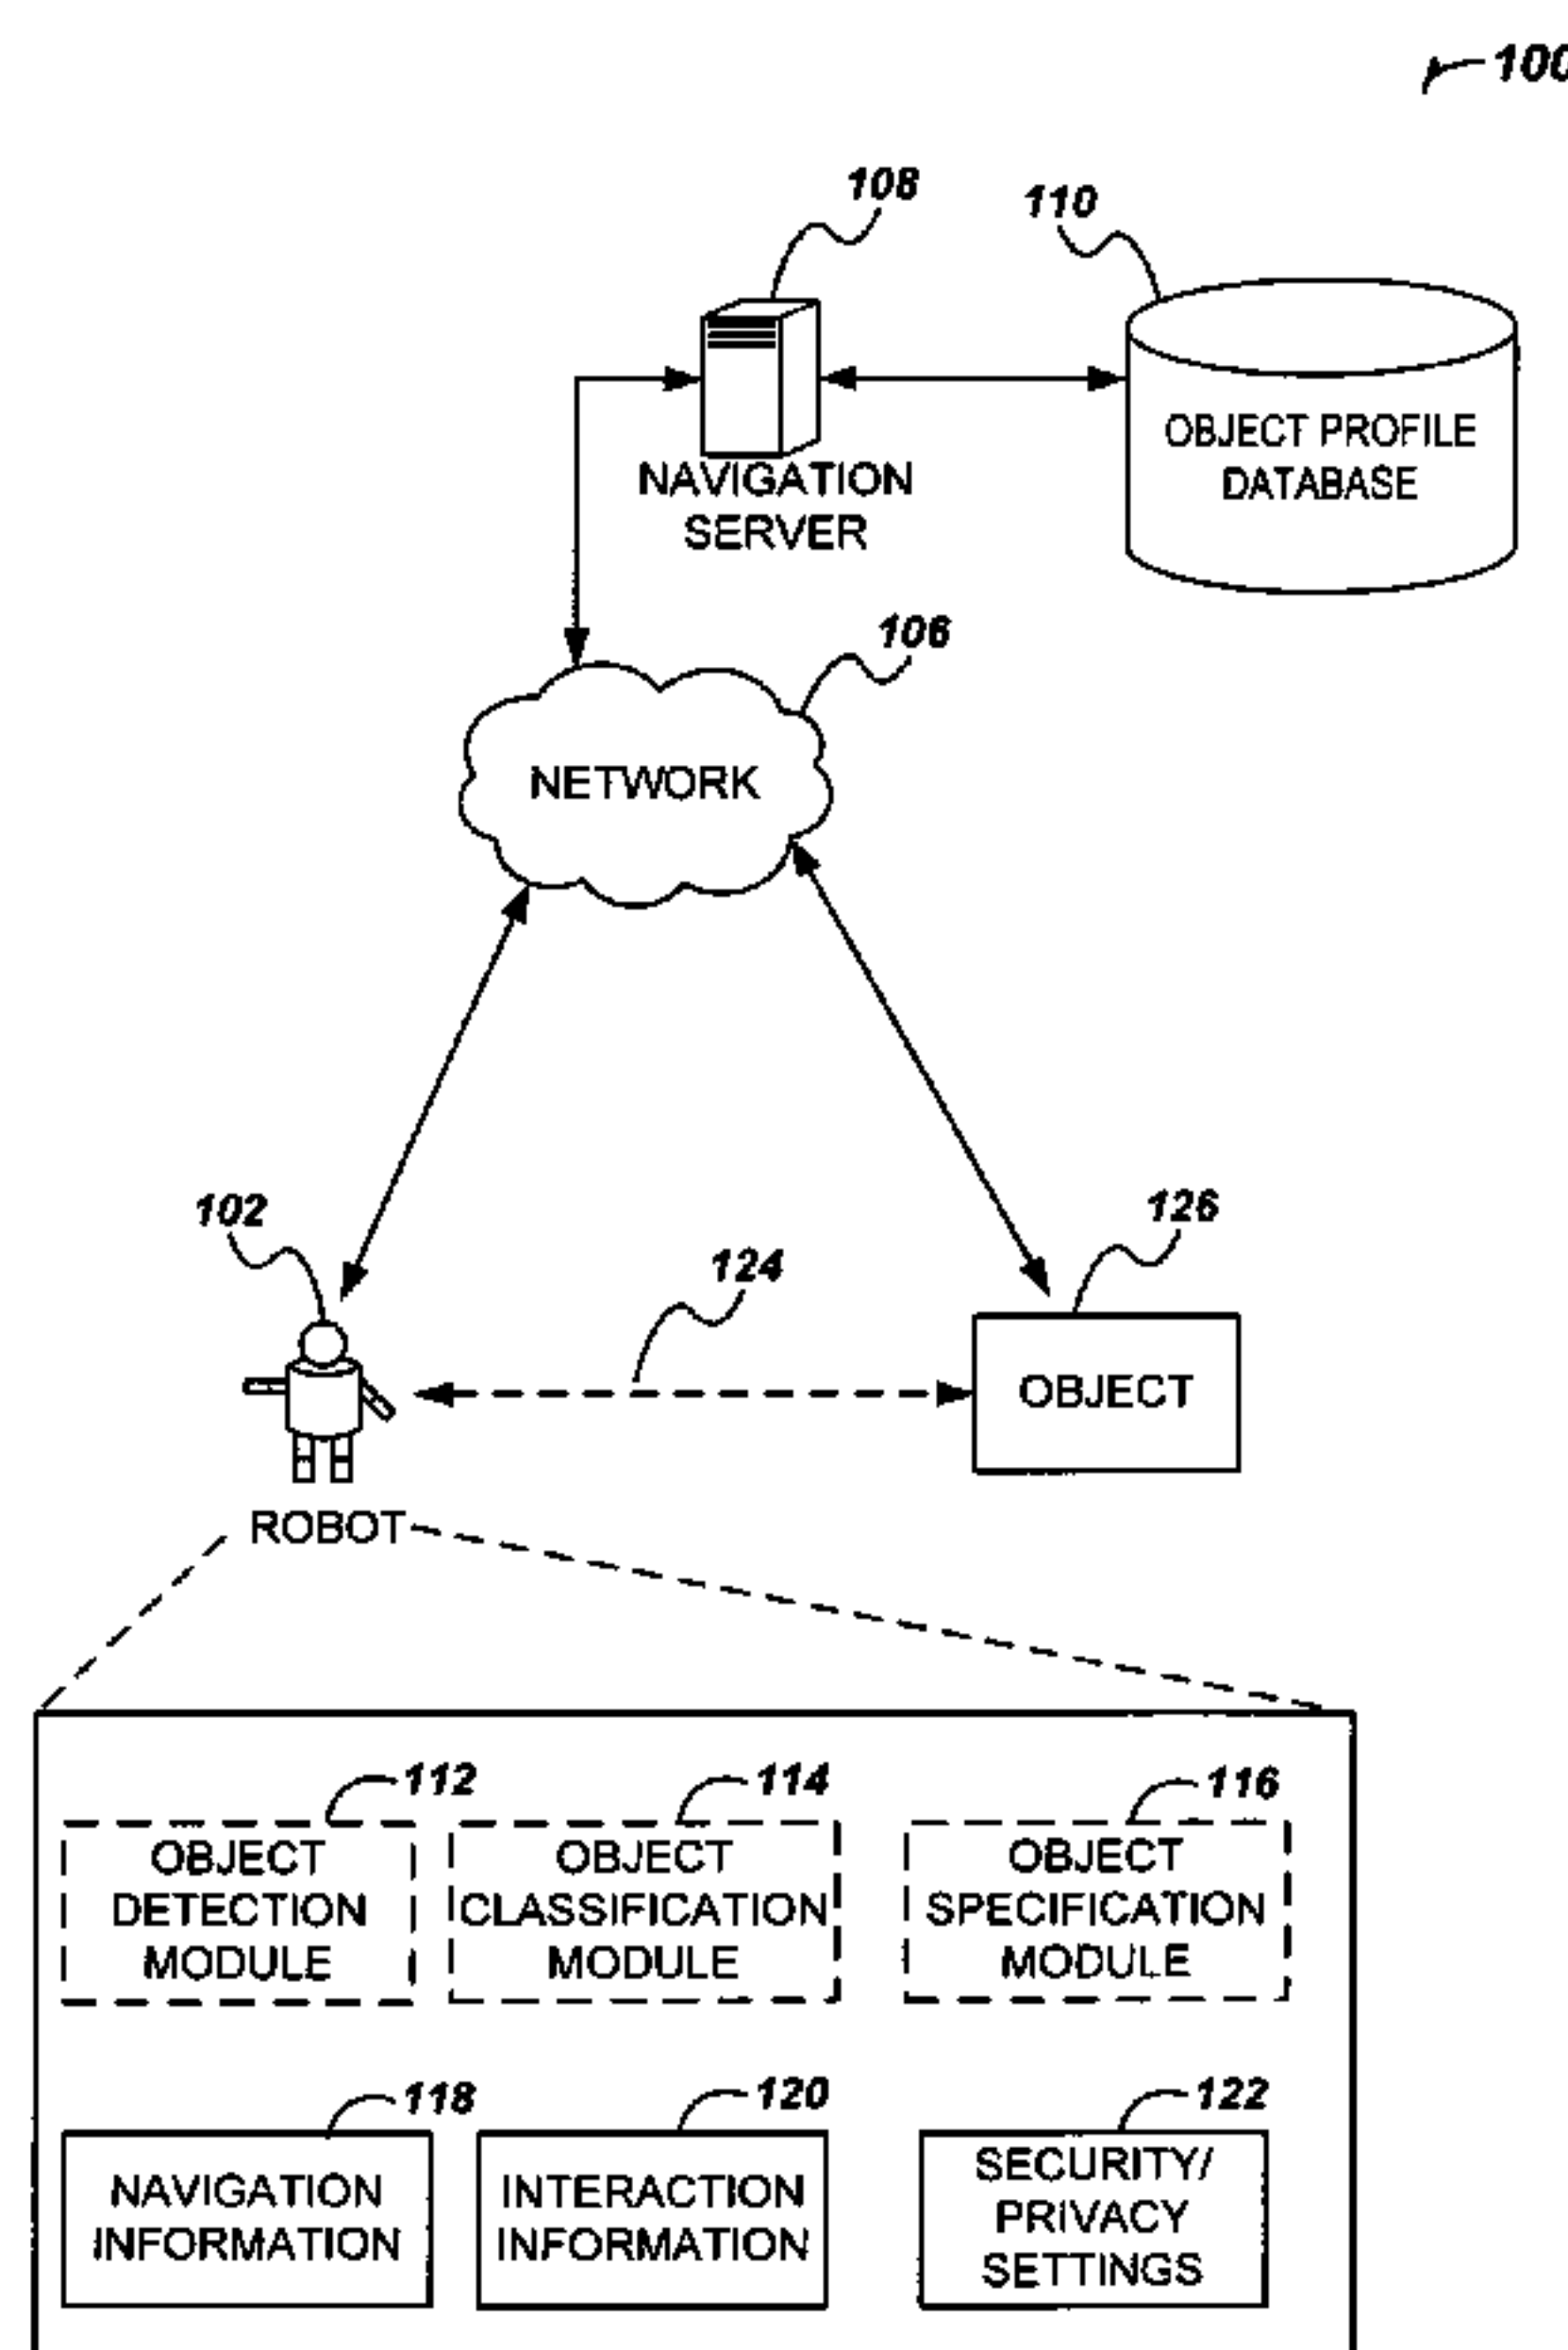 100
108
110
OBJECT PROFILE
DATABASE
NAVIGATION
SERVER
106
NETWORK
102
124
126
OBJECT
ROBOT
112
114
116
OBJECT
DETECTION
MODULE
OBJECT
CLASSIFICATION
MODULE
OBJECT
SPECIFICATION
MODULE
118
120
122
NAVIGATION
INFORMATION
INTERACTION
INFORMATION
SECURITY/
PRIVACY
SETTINGS